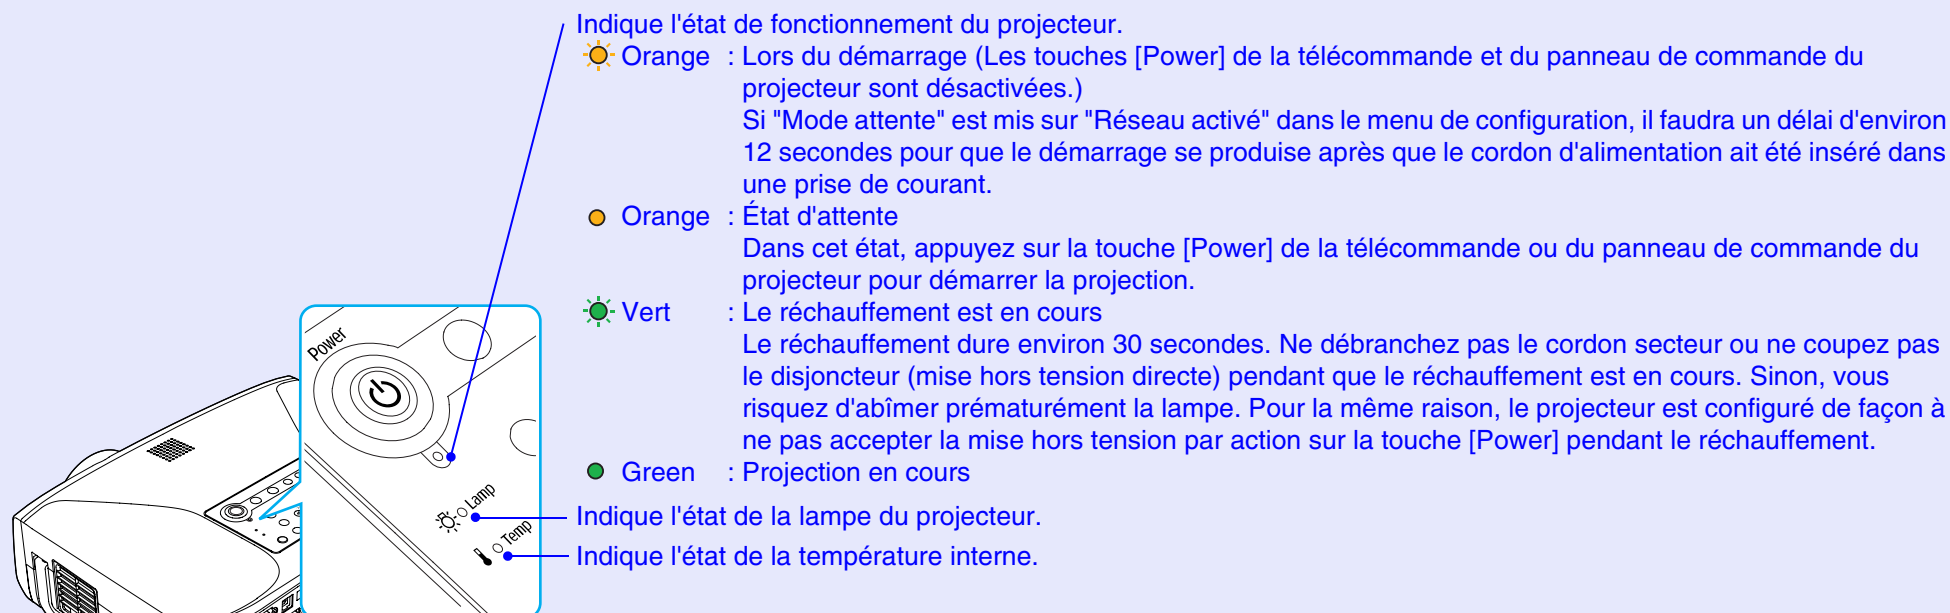 Indique l'état de fonctionnement du projecteur.
Orange : Lors du démarrage (Les touches [Power] de la télécommande et du panneau de commande du
projecteur sont désactivées.)
Si "Mode attente" est mis sur "Réseau activé" dans le menu de configuration, il faudra un délai d'environ
12 secondes pour que le démarrage se produise après que le cordon d'alimentation ait été inséré dans
une prise de courant.
Orange : État d'attente
Dans cet état, appuyez sur la touche [Power] de la télécommande ou du panneau de commande du
projecteur pour démarrer la projection.
Vert : Le réchauffement est en cours
Le réchauffement dure environ 30 secondes. Ne débranchez pas le cordon secteur ou ne coupez pas
le disjoncteur (mise hors tension directe) pendant que le réchauffement est en cours. Sinon, vous
risquez d'abîmer prématurément la lampe. Pour la même raison, le projecteur est configuré de façon à
ne pas accepter la mise hors tension par action sur la touche [Power] pendant le réchauffement.
Green : Projection en cours
Indique l'état de la lampe du projecteur.
Indique l'état de la température interne.
Power
Lamp
Temp